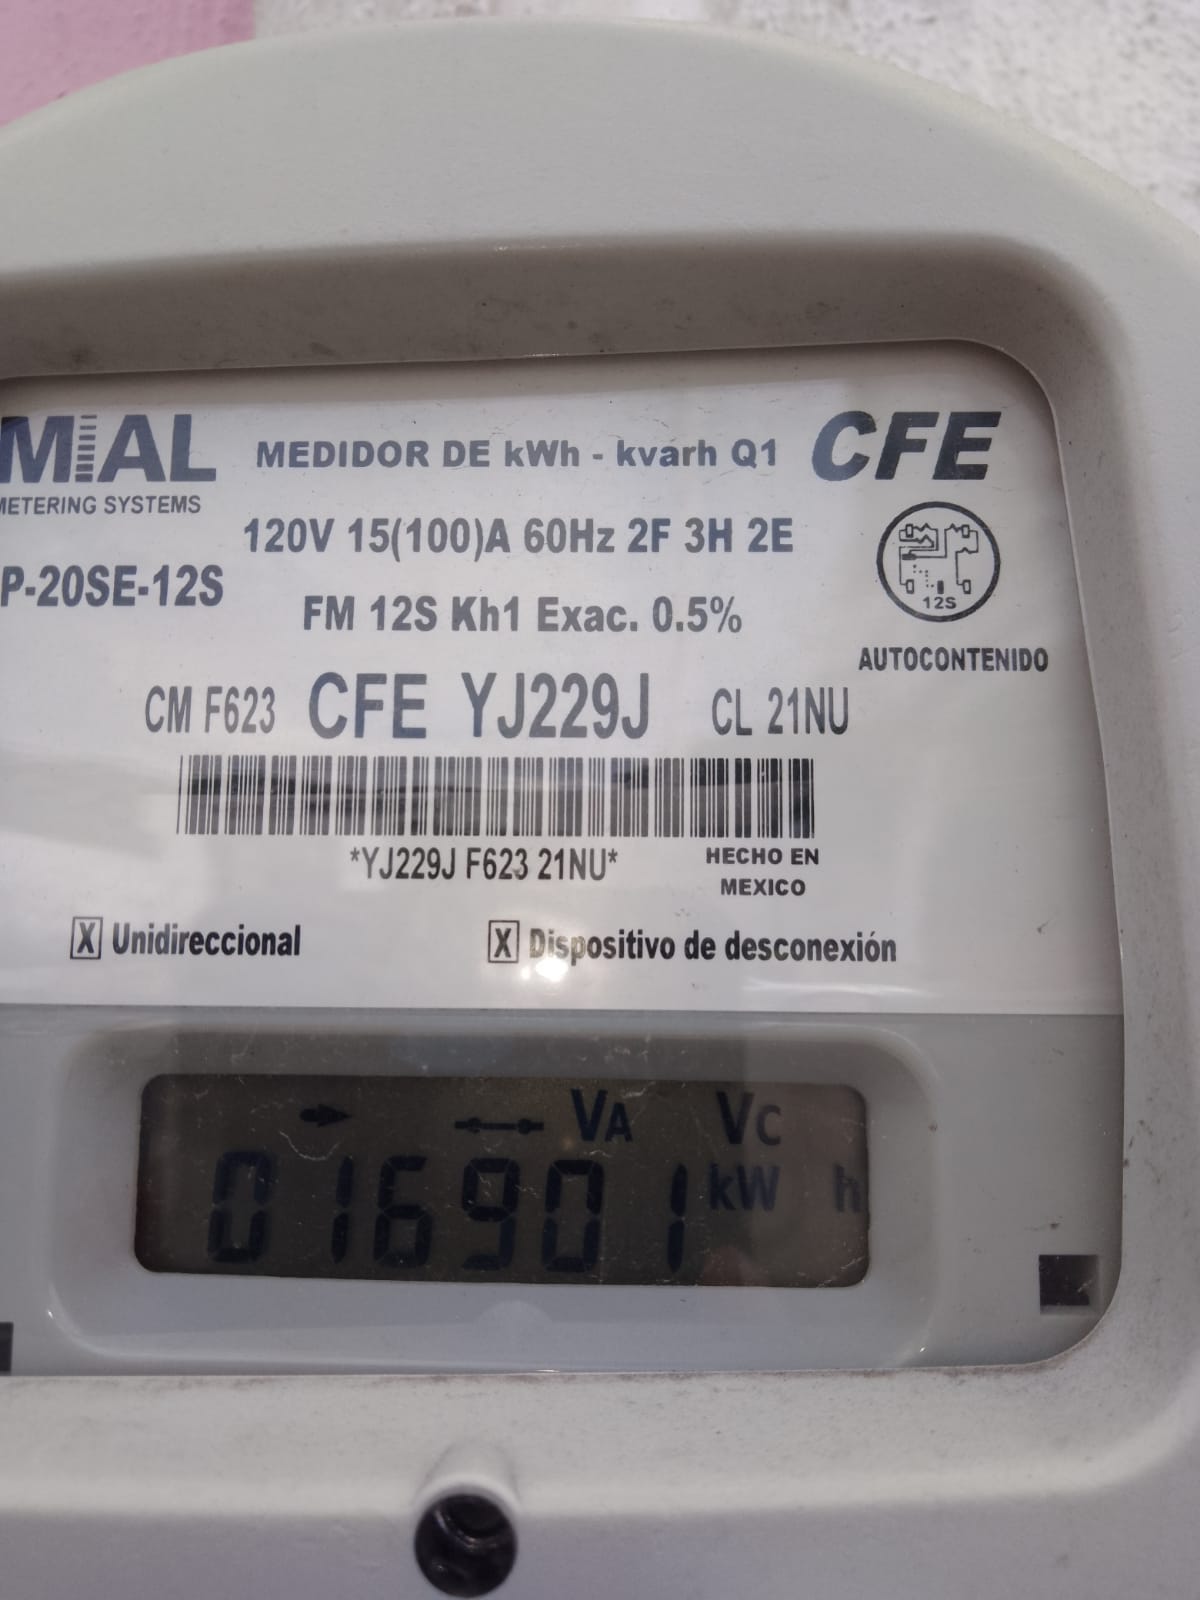 MIAL
METERING SYSTEMS
MEDIDOR DE kWh - kvarh Q1
CFE
120V 15(100)A 60Hz 2F 3H 2E
P-20SE-12S
FM 12S Kh1 Exac. 0.5%
12S
AUTOCONTENIDO
CM F623 CFE YJ229J CL 21NU
*YJ229J F623 21NU*
HECHO EN
MEXICO
X Unidireccional
X Dispositivo de desconexión
VA VC
016901 kW h